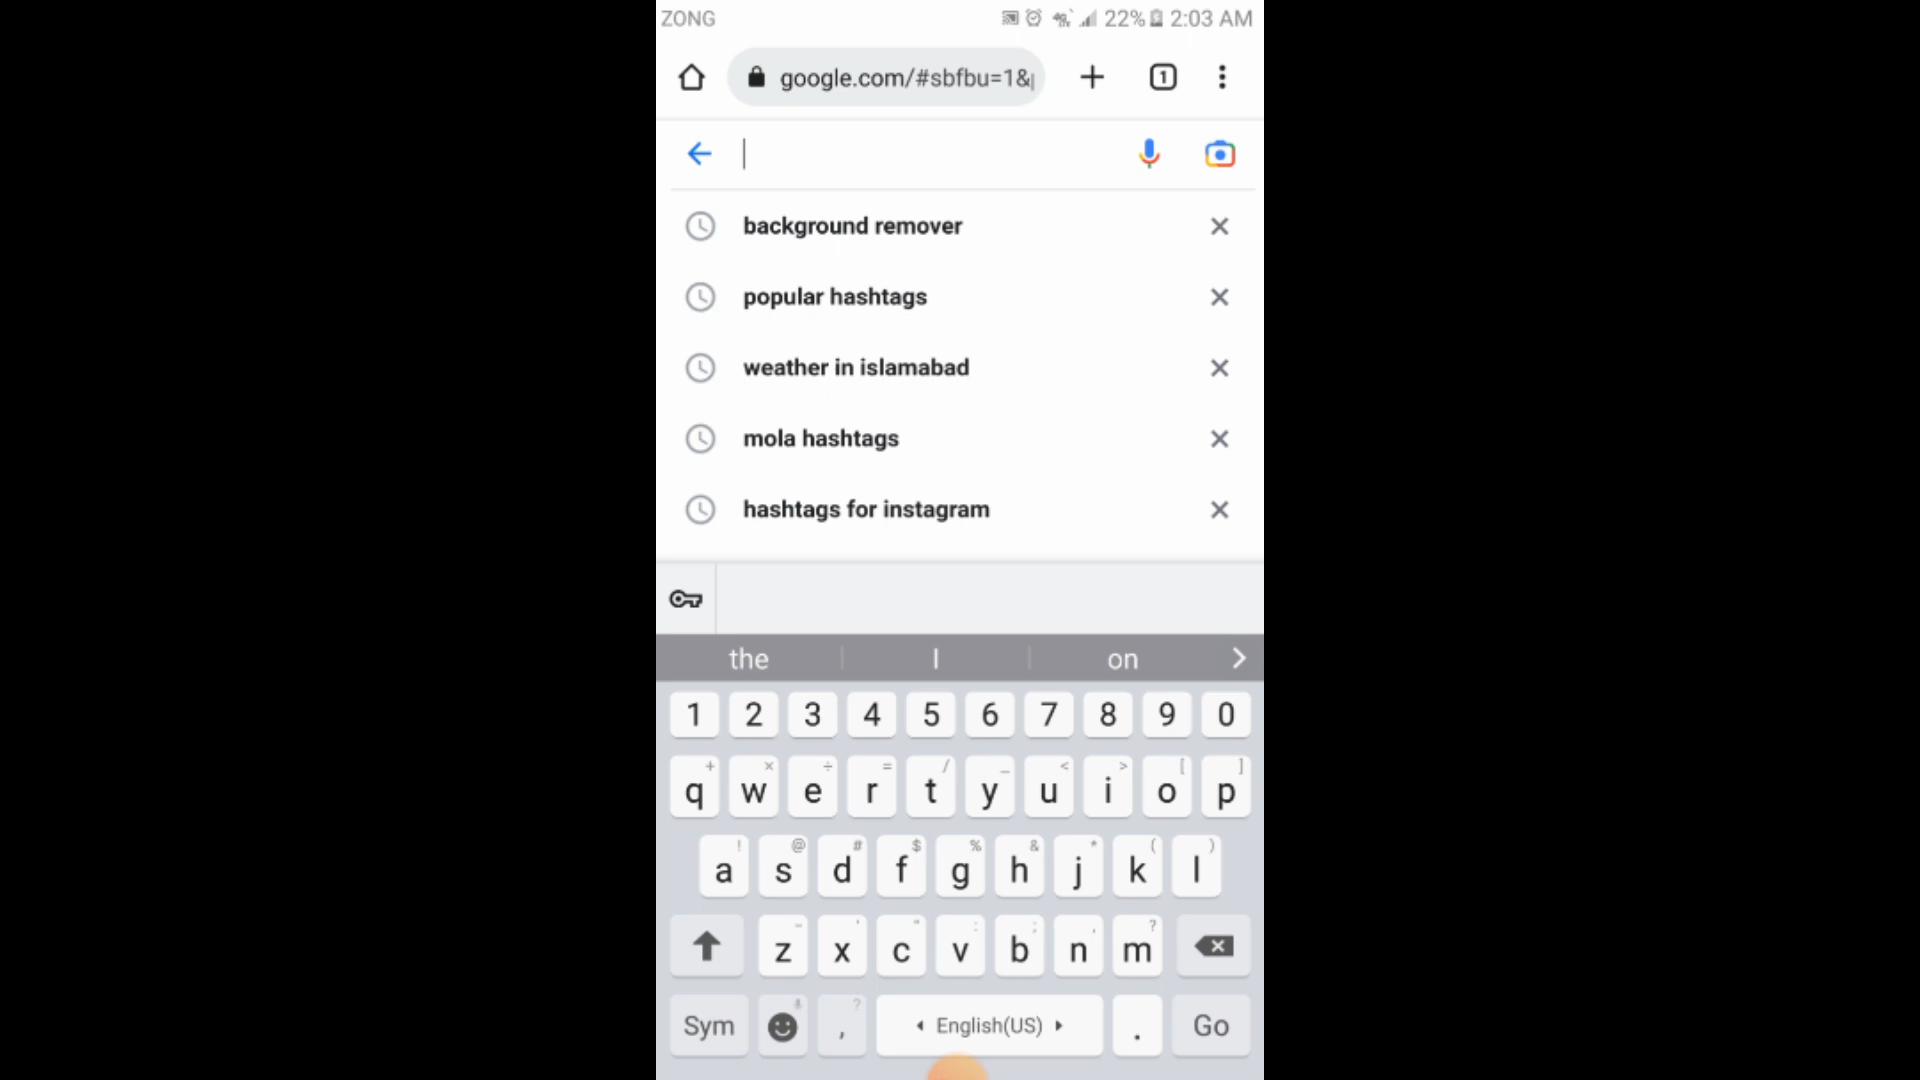 ZONG 22% 2:03 AM
google.com/#sbfbu=1& 1
background remover
popular hashtags
weather in islamabad
mola hashtags
hashtags for instagram
the I on
1 2 3 4 5 6 7 8 9 0
+ × ÷ = / _ < > [ ]
q w e r t y u i o p
! @ # $ % & * ( )
a s d f g h j k l
- ' " : ; , ?
z x c v b n m
Sym , ? English(US) . Go